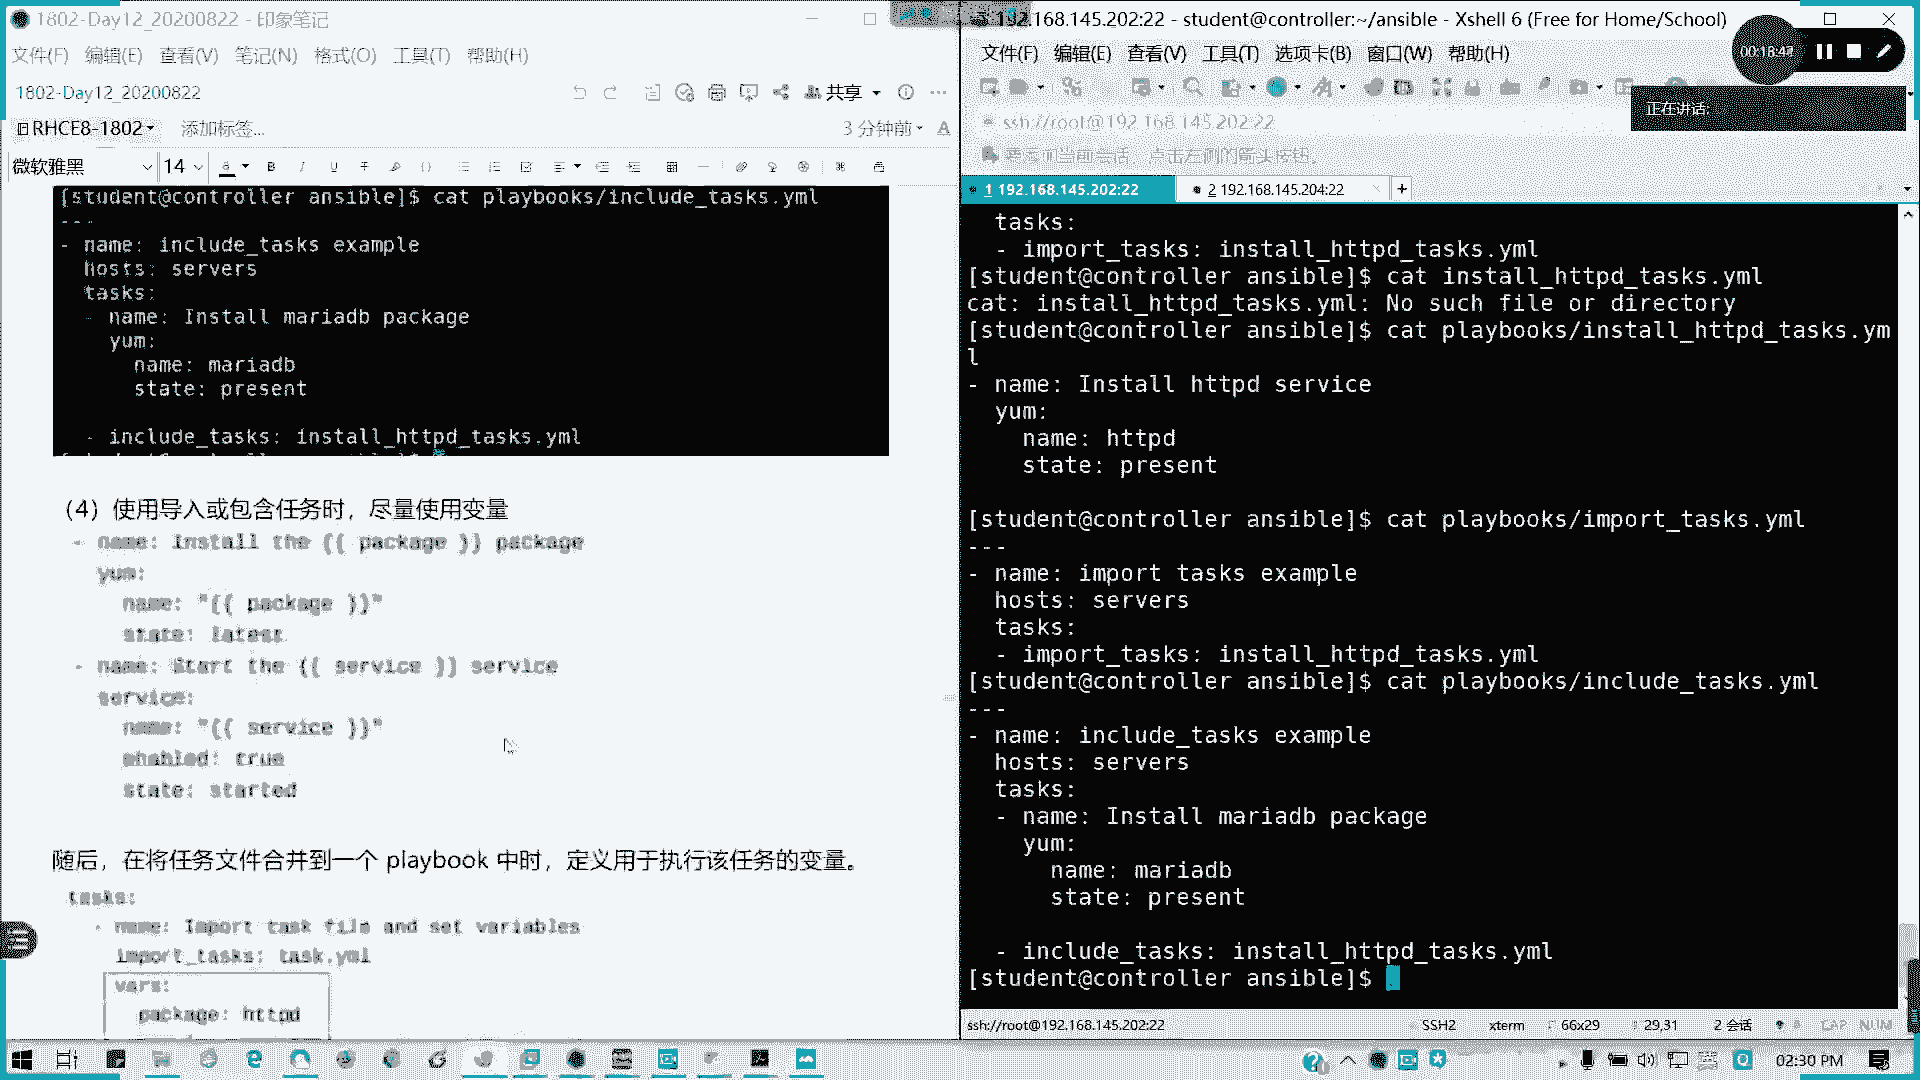 1802-Day12_20200822 - 印象笔记
文件(F) 编辑(E) 查看(V) 笔记(N) 格式(O) 工具(T) 帮助(H)
1802-Day12_20200822
共享
RHCE8-1802 添加标签...
3 分钟前
微软雅黑 14
[student@controller ansible]$ cat playbooks/include_tasks.yml
---
- name: include_tasks example
hosts: servers
tasks:
- name: Install mariadb package
yum:
name: mariadb
state: present
- include_tasks: install_httpd_tasks.yml
（4）使用导入或包含任务时，尽量使用变量
- name: Install the {{ package }} package
yum:
name: "{{ package }}"
state: latest
- name: Start the {{ service }} service
service:
name: "{{ service }}"
enabled: true
state: started
随后，在将任务文件合并到一个 playbook 中时，定义用于执行该任务的变量。
tasks:
- name: Import task file and set variables
import_tasks: task.yml
vars:
package: httpd
192.168.145.202:22 - student@controller:~/ansible - Xshell 6 (Free for Home/School)
文件(F) 编辑(E) 查看(V) 工具(T) 选项卡(B) 窗口(W) 帮助(H)
00:18:47
正在讲话:
ssh://root@192.168.145.202:22
要添加当前会话，点击左侧的箭头按钮。
1 192.168.145.202:22
2 192.168.145.204:22
tasks:
- import_tasks: install_httpd_tasks.yml
[student@controller ansible]$ cat install_httpd_tasks.yml
cat: install_httpd_tasks.yml: No such file or directory
[student@controller ansible]$ cat playbooks/install_httpd_tasks.ym
l
- name: Install httpd service
yum:
name: httpd
state: present
[student@controller ansible]$ cat playbooks/import_tasks.yml
---
- name: import tasks example
hosts: servers
tasks:
- import_tasks: install_httpd_tasks.yml
[student@controller ansible]$ cat playbooks/include_tasks.yml
---
- name: include_tasks example
hosts: servers
tasks:
- name: Install mariadb package
yum:
name: mariadb
state: present
- include_tasks: install_httpd_tasks.yml
[student@controller ansible]$
ssh://root@192.168.145.202:22 SSH2 xterm 66x29 29,31 2 会话 CAP NUM
02:30 PM